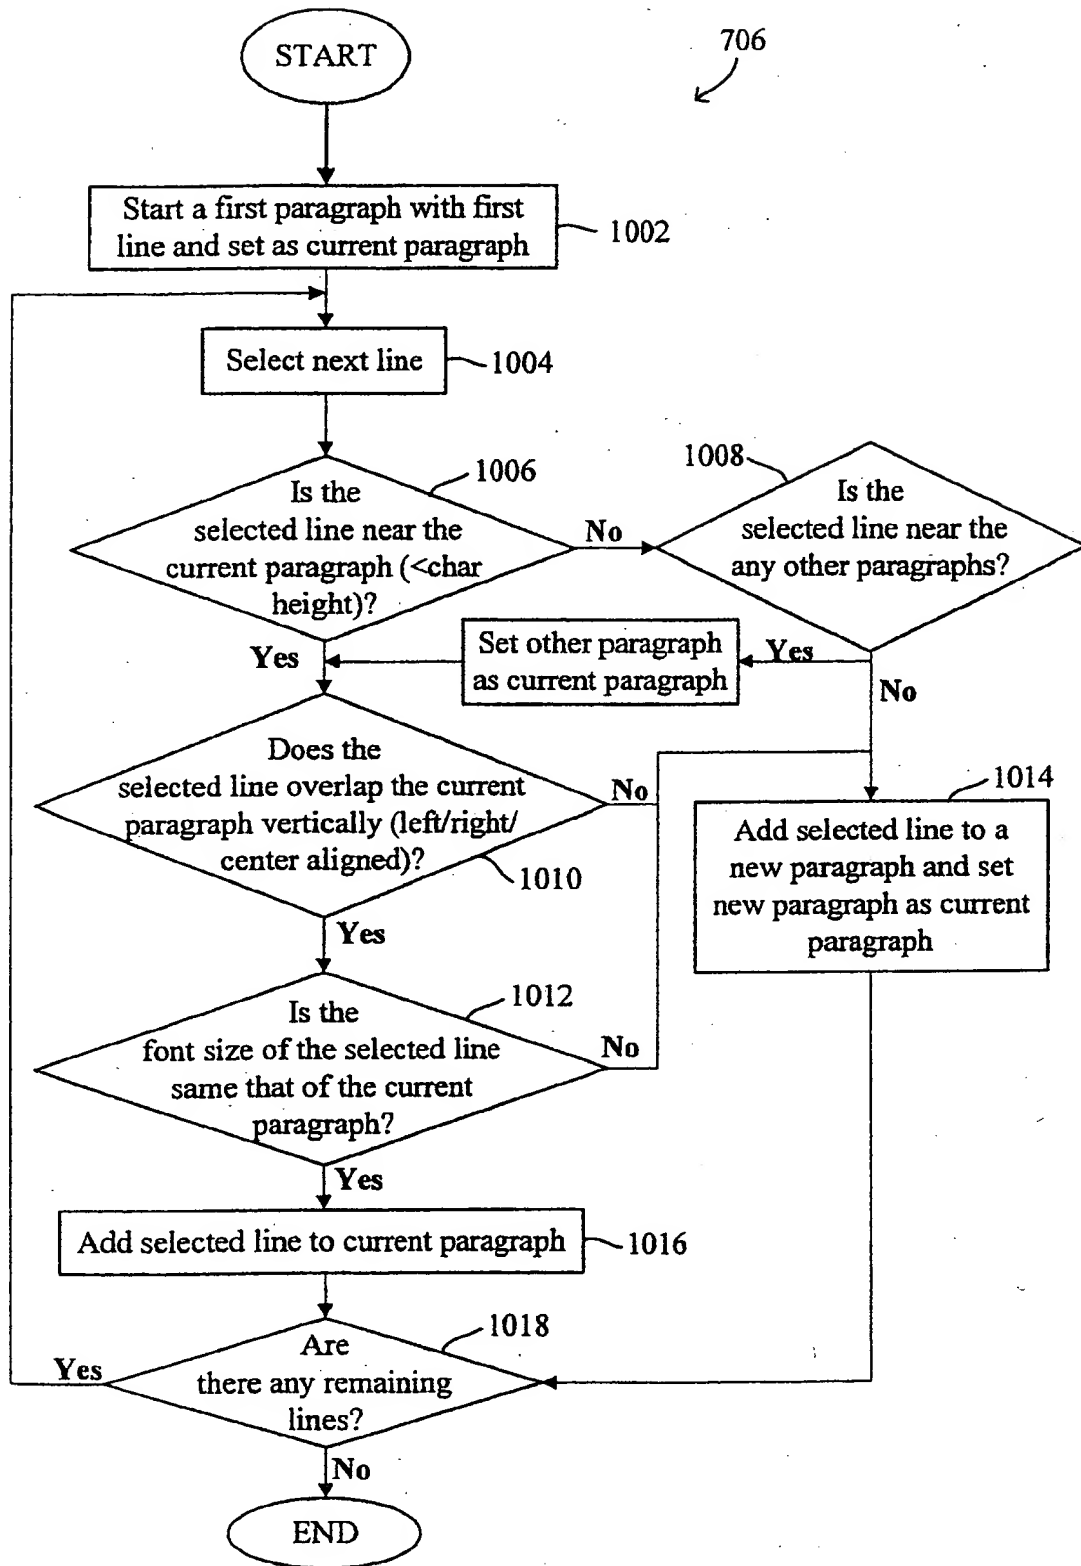 START
706
Start a first paragraph with first
line and set as current paragraph
1002
Select next line
1004
1006
Is the
selected line near the
current paragraph (<char
height)?
No
1008
Is the
selected line near the
any other paragraphs?
Yes
Set other paragraph
as current paragraph
Yes
No
Does the
selected line overlap the current
paragraph vertically (left/right/
center aligned)?
No
1010
1014
Add selected line to a
new paragraph and set
new paragraph as current
paragraph
Yes
1012
Is the
font size of the selected line
same that of the current
paragraph?
No
Yes
Add selected line to current paragraph
1016
1018
Are
there any remaining
lines?
Yes
No
END